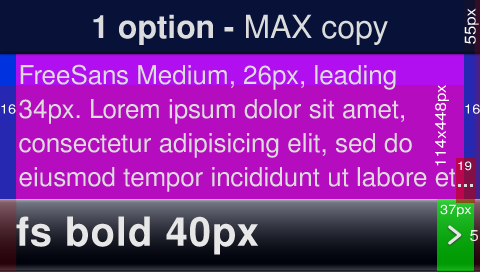 1 option - MAX copy
55px
FreeSans Medium, 26px, leading
34px. Lorem ipsum dolor sit amet,
consectetur adipisicing elit, sed do
eiusmod tempor incididunt ut labore et...
16
16
114x448px
19
fs bold 40px
37px
5